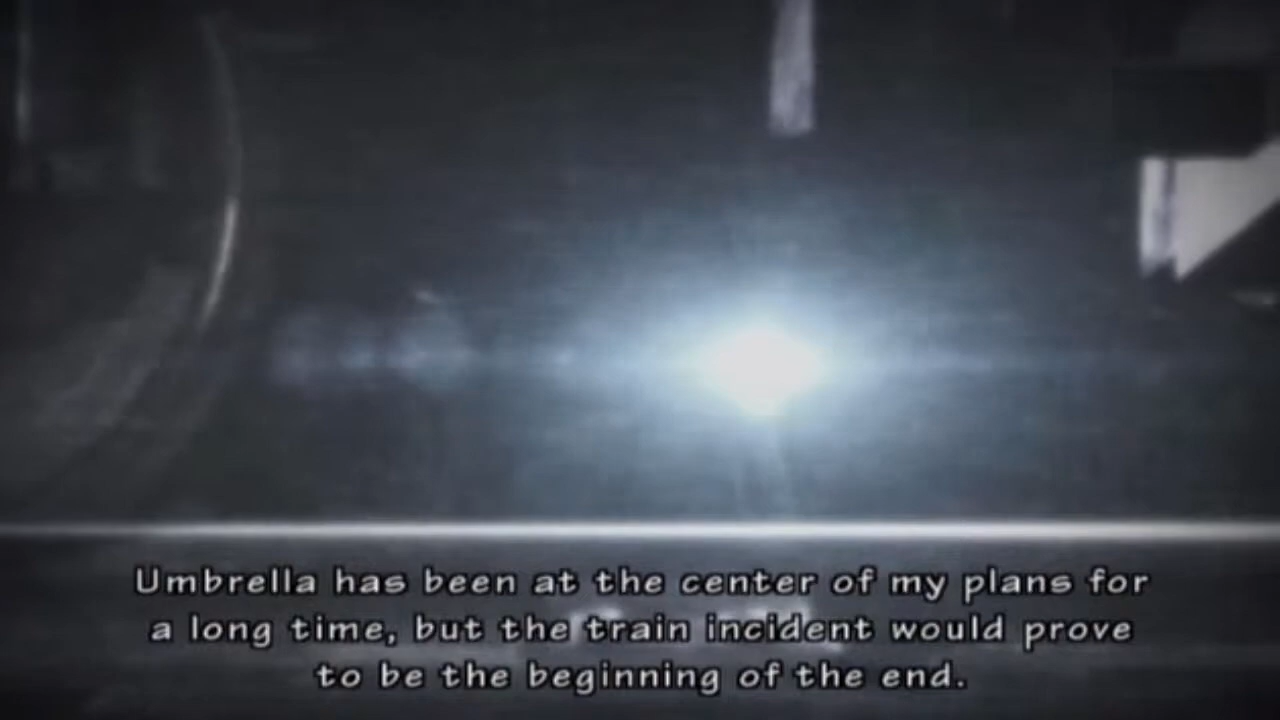 Umbrella has been at the center of my plans for
a long time, but the train incident would prove
to be the beginning of the end.